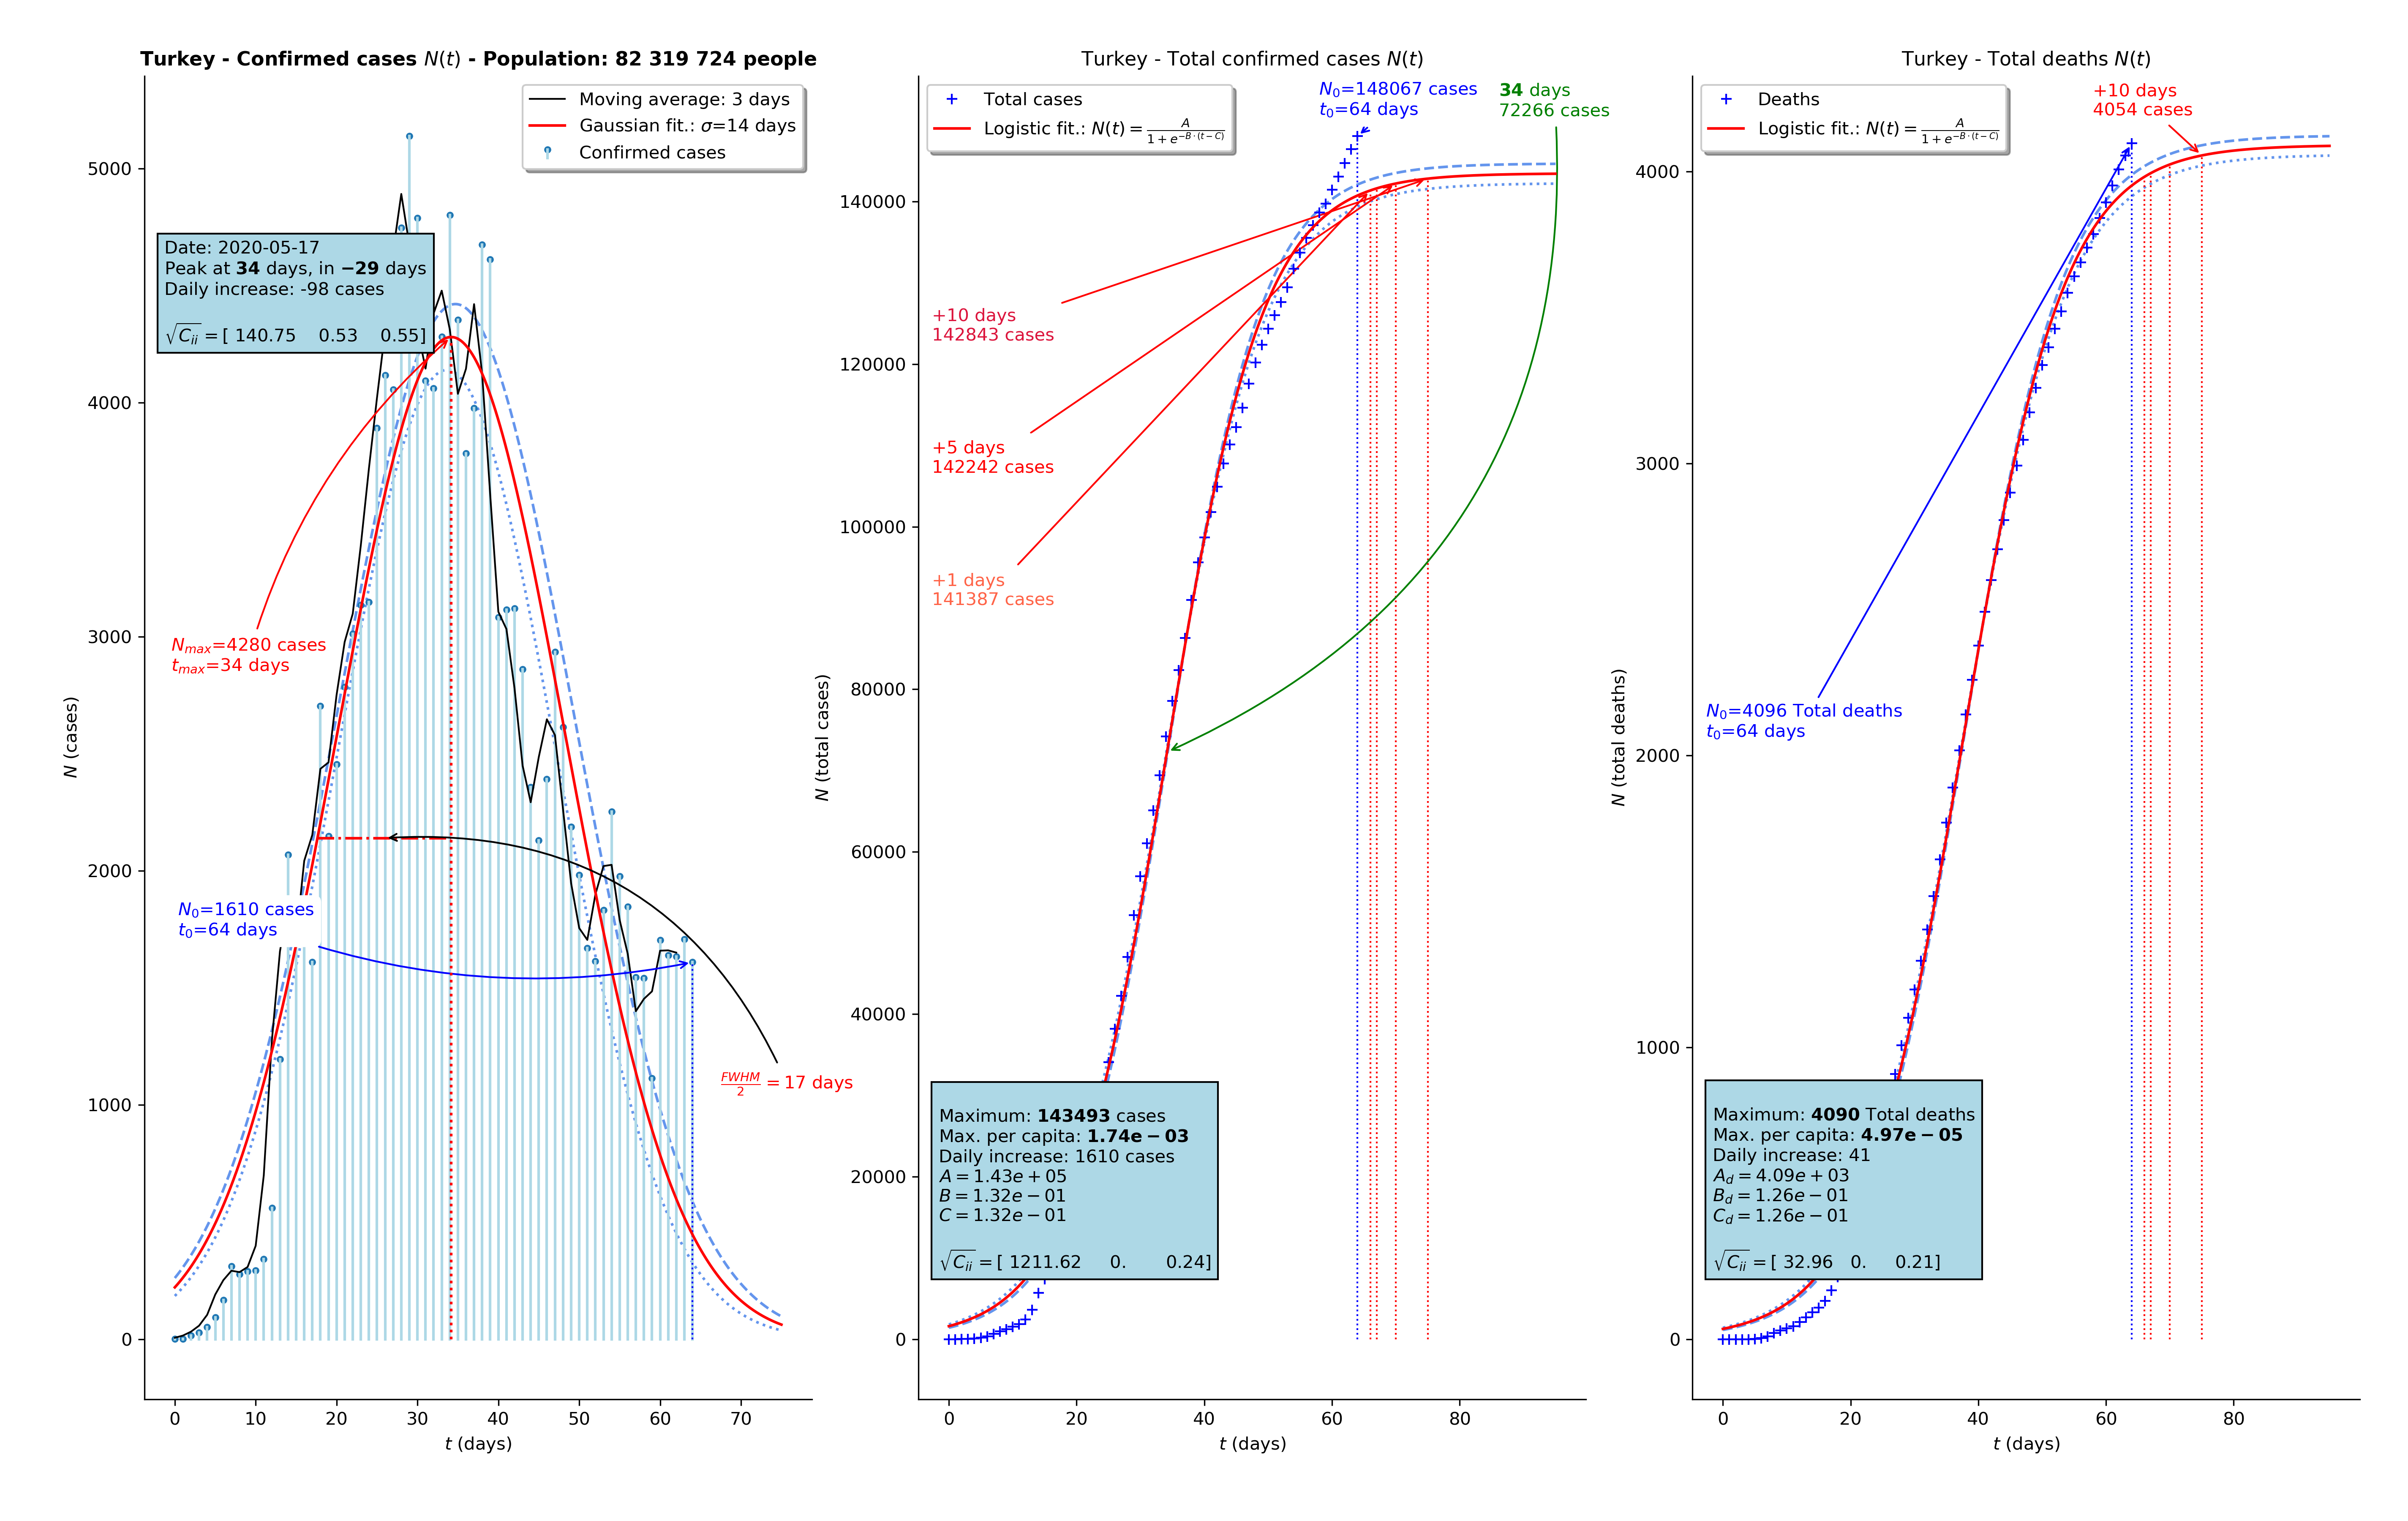 Turkey - Confirmed cases N(t) - Population: 82 319 724 people
Moving average: 3 days
Gaussian fit.: σ=14 days
Confirmed cases
Date: 2020-05-17
Peak at 34 days, in −29 days
Daily increase: -98 cases
√Cii = [ 140.75 0.53 0.55]
Nmax=4280 cases
tmax=34 days
N0=1610 cases
t0=64 days
FWHM/2 = 17 days
N (cases)
5000
4000
3000
2000
1000
0
0 10 20 30 40 50 60 70
t (days)
Turkey - Total confirmed cases N(t)
Total cases
Logistic fit.: N(t) = A/(1 + e^(−B·(t−C)))
N0=148067 cases
t0=64 days
34 days
72266 cases
+10 days
142843 cases
+5 days
142242 cases
+1 days
141387 cases
Maximum: 143493 cases
Max. per capita: 1.74e − 03
Daily increase: 1610 cases
A = 1.43e + 05
B = 1.32e − 01
C = 1.32e − 01
√Cii = [ 1211.62 0. 0.24]
N (total cases)
140000
120000
100000
80000
60000
40000
20000
0
0 20 40 60 80
t (days)
Turkey - Total deaths N(t)
Deaths
Logistic fit.: N(t) = A/(1 + e^(−B·(t−C)))
+10 days
4054 cases
N0=4096 Total deaths
t0=64 days
Maximum: 4090 Total deaths
Max. per capita: 4.97e − 05
Daily increase: 41
Ad = 4.09e + 03
Bd = 1.26e − 01
Cd = 1.26e − 01
√Cii = [ 32.96 0. 0.21]
N (total deaths)
4000
3000
2000
1000
0
0 20 40 60 80
t (days)